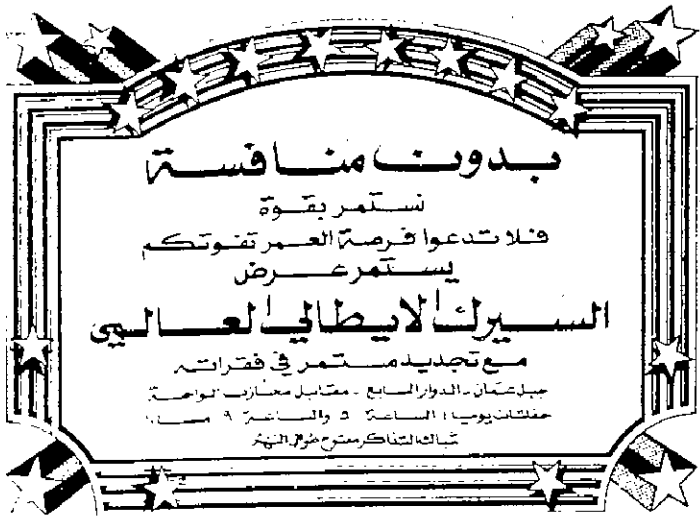 بدون منافسة
نستمر بقوة
فلا تدعوا فرصة العمر تفوتكم
يستمر عرض
السيرك الايطالي العالمي
مع تجديد مستمر في فقراته
جبل عمان - الدوار السابع - مقابل مخازن الواحة
حفلتان يوميا : الساعة ٥ والساعة ٩ مساء
شباك التذاكر مفتوح طوال النهار